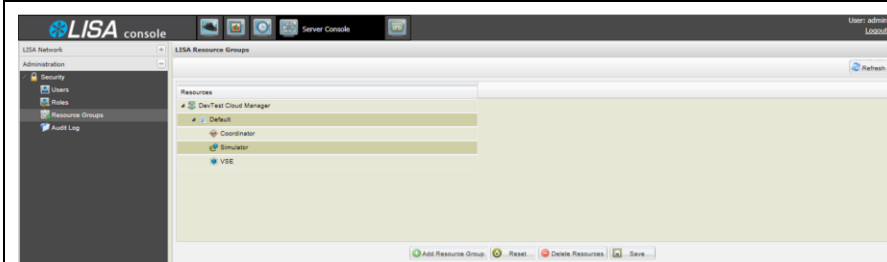 LISA console
Server Console
User: admin
Logout
LISA Network
Administration
Security
Users
Roles
Resource Groups
Audit Log
LISA Resource Groups
Refresh
Resources
DevTest Cloud Manager
Default
Coordinator
Simulator
VSE
Add Resource Group
Reset
Delete Resources
Save